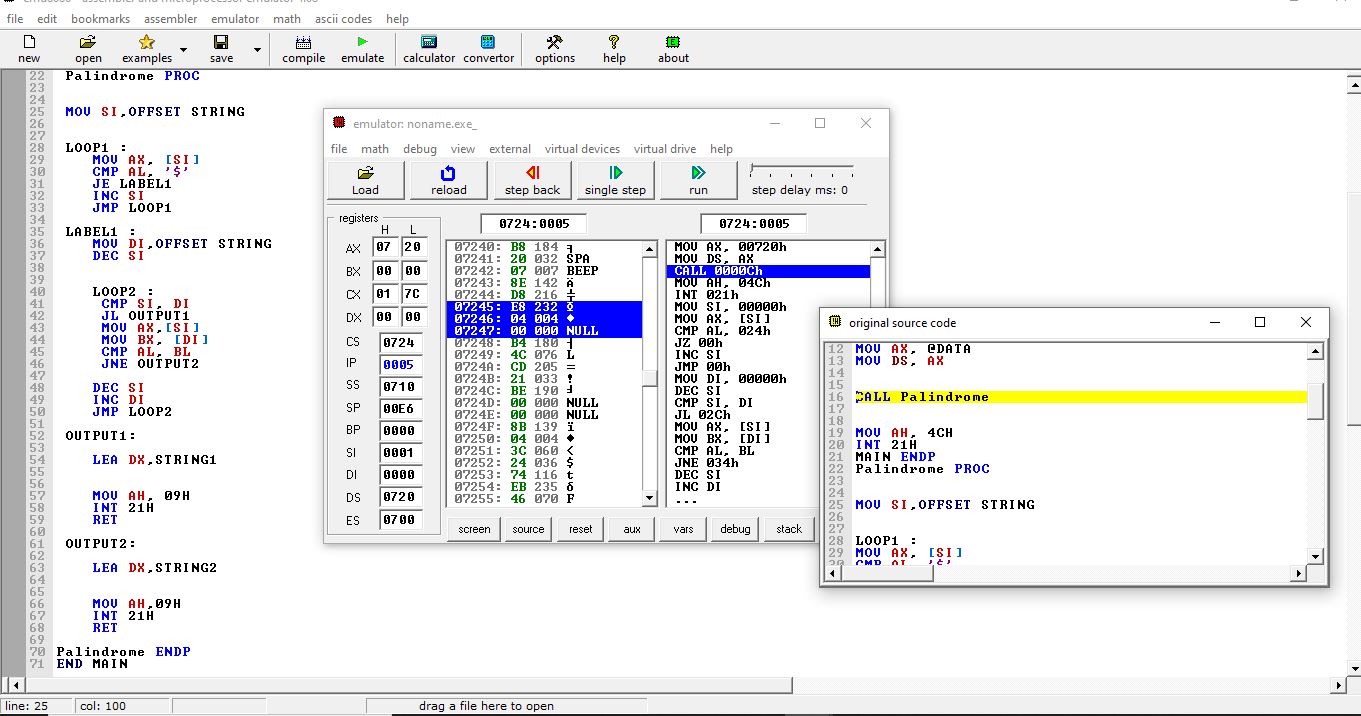 file edit bookmarks assembler emulator math ascii codes help
new open examples save compile emulate calculator convertor options help about
22 Palindrome PROC
23
24
25 MOV SI,OFFSET STRING
26
27
28 LOOP1 :
29 MOV AX, [SI]
30 CMP AL, '$'
31 JE LABEL1
32 INC SI
33 JMP LOOP1
34
35 LABEL1 :
36 MOV DI,OFFSET STRING
37 DEC SI
38
39
40 LOOP2 :
41 CMP SI, DI
42 JL OUTPUT1
43 MOV AX,[SI]
44 MOV BX, [DI]
45 CMP AL, BL
46 JNE OUTPUT2
47
48 DEC SI
49 INC DI
50 JMP LOOP2
51
52 OUTPUT1:
53
54 LEA DX,STRING1
55
56
57 MOV AH, 09H
58 INT 21H
59 RET
60
61 OUTPUT2:
62
63 LEA DX,STRING2
64
65
66 MOV AH,09H
67 INT 21H
68 RET
69
70 Palindrome ENDP
71 END MAIN
line: 25 col: 100 drag a file here to open
emulator: noname.exe_
file math debug view external virtual devices virtual drive help
Load reload step back single step run step delay ms: 0
registers
H L
AX 07 20
BX 00 00
CX 01 7C
DX 00 00
CS 0724
IP 0005
SS 0710
SP 00E6
BP 0000
SI 0001
DI 0000
DS 0720
ES 0700
0724:0005
07240: B8 184 ╕
07241: 20 032 SPA
07242: 07 007 BEEP
07243: 8E 142 Ä
07244: D8 216 ╪
07245: E8 232 Φ
07246: 04 004 ♦
07247: 00 000 NULL
07248: B4 180 ┤
07249: 4C 076 L
0724A: CD 205 =
0724B: 21 033 !
0724C: BE 190 ╛
0724D: 00 000 NULL
0724E: 00 000 NULL
0724F: 8B 139 ï
07250: 04 004 ♦
07251: 3C 060 <
07252: 24 036 $
07253: 74 116 t
07254: EB 235 δ
07255: 46 070 F
0724:0005
MOV AX, 00720h
MOV DS, AX
CALL 0000Ch
MOV AH, 04Ch
INT 021h
MOV SI, 00000h
MOV AX, [SI]
CMP AL, 024h
JZ 00h
INC SI
JMP 00h
MOV DI, 00000h
DEC SI
CMP SI, DI
JL 02Ch
MOV AX, [SI]
MOV BX, [DI]
CMP AL, BL
JNE 034h
DEC SI
INC DI
...
screen source reset aux vars debug stack
original source code
12 MOV AX, @DATA
13 MOV DS, AX
14
15
16 CALL Palindrome
17
18
19 MOV AH, 4CH
20 INT 21H
21 MAIN ENDP
22 Palindrome PROC
23
24
25 MOV SI,OFFSET STRING
26
27
28 LOOP1 :
29 MOV AX, [SI]
30 CMP AL, '$'